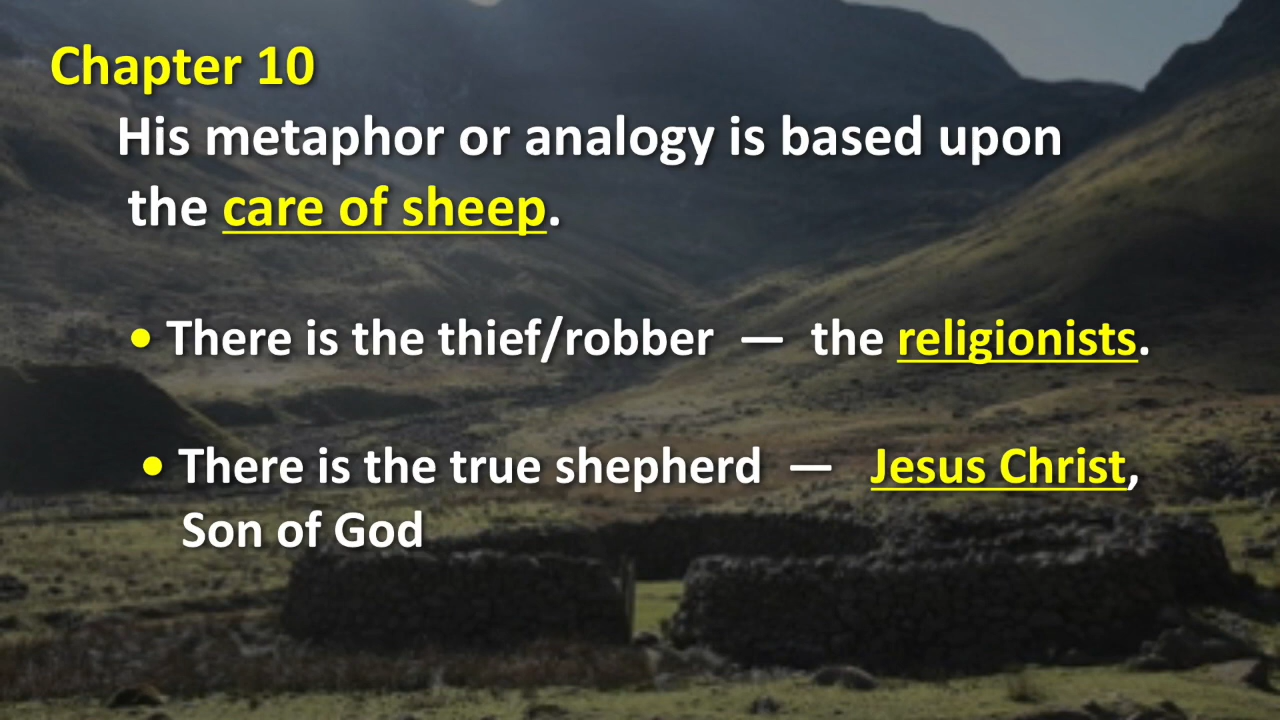 Chapter 10
His metaphor or analogy is based upon
the care of sheep.
• There is the thief/robber — the religionists.
• There is the true shepherd — Jesus Christ,
Son of God